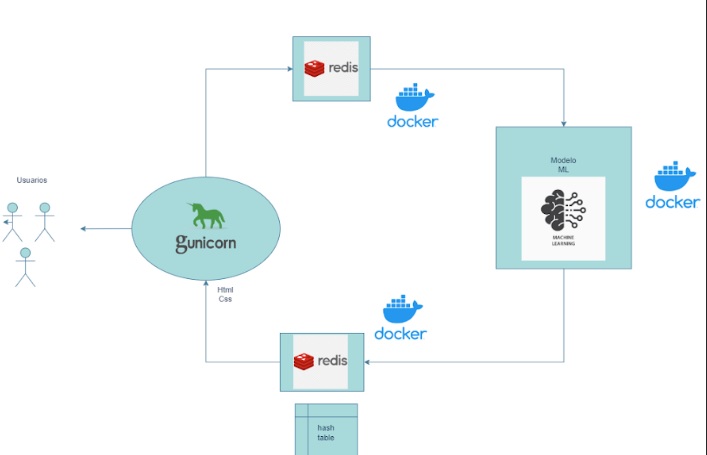 redis
docker
Modelo
ML
MACHINE
LEARNING
docker
Usuarios
gunicorn
Html
Css
docker
redis
hash
table